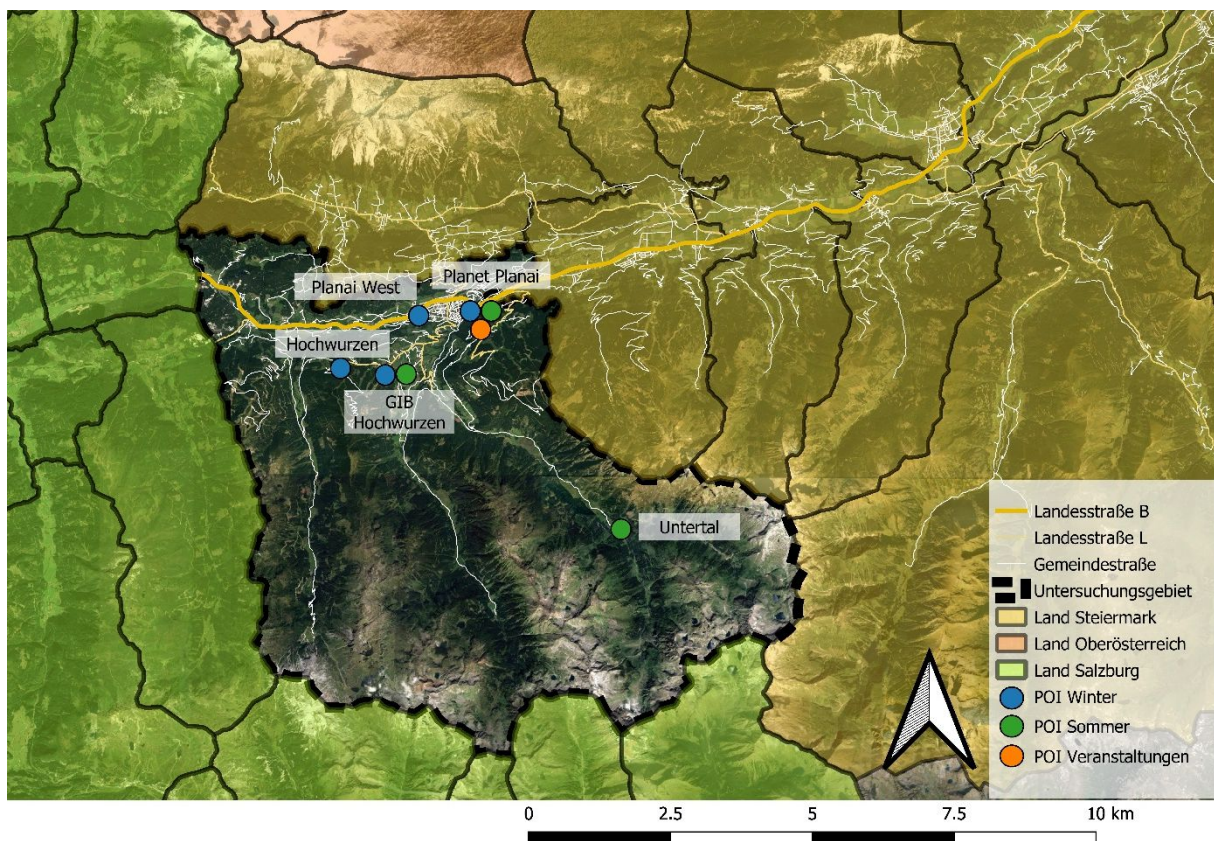 Planet Planai
Planai West
Hochwurzen
GIB
Hochwurzen
Untertal
Landesstraße B
Landesstraße L
Gemeindestraße
Untersuchungsgebiet
Land Steiermark
Land Oberösterreich
Land Salzburg
POI Winter
POI Sommer
POI Veranstaltungen
0 2.5 5 7.5 10 km